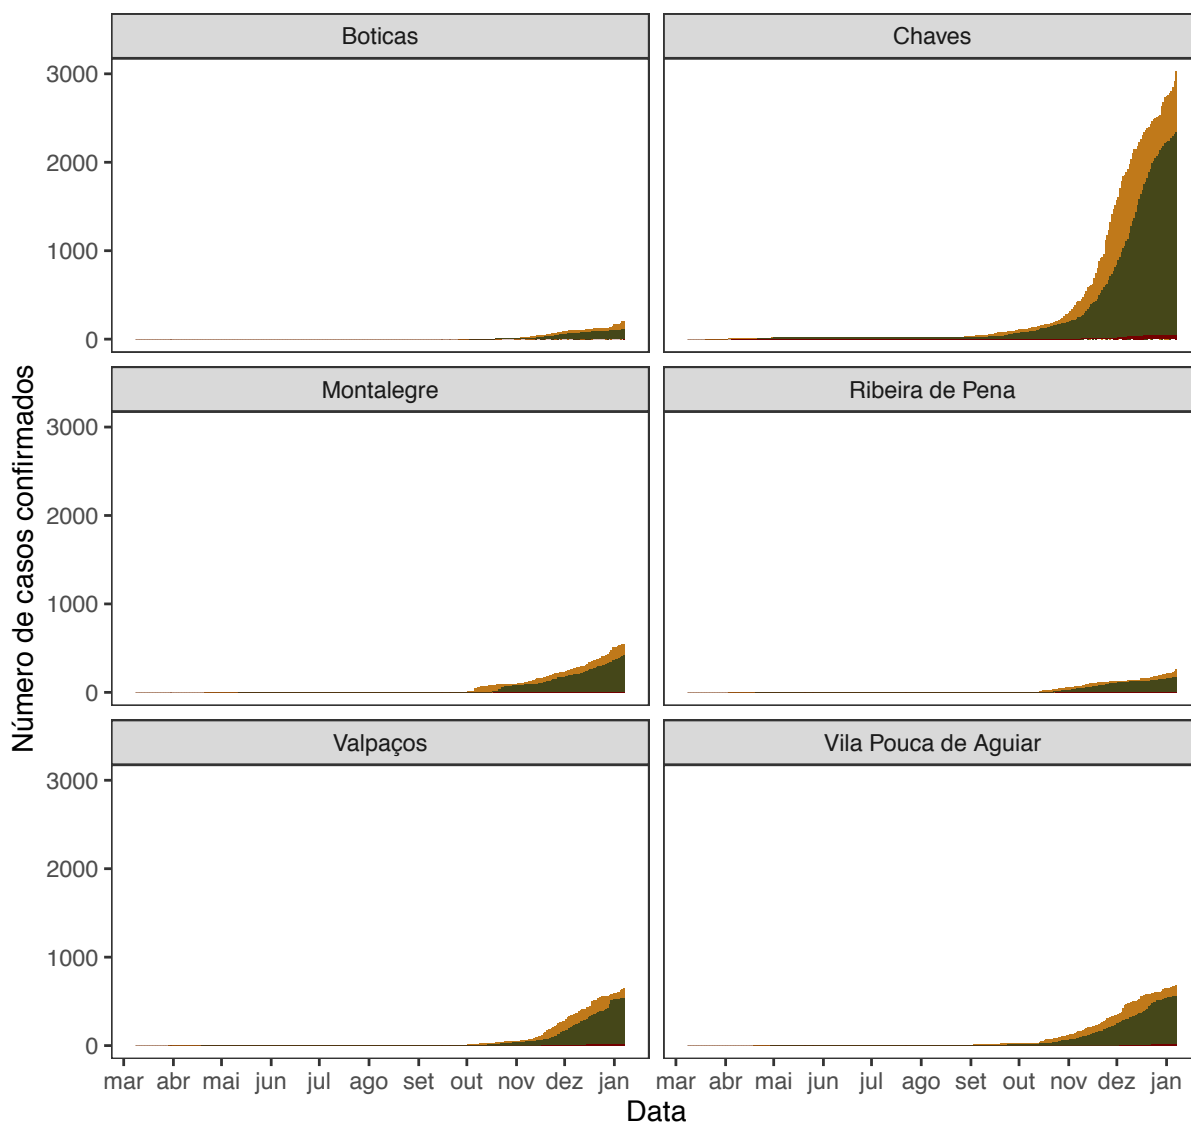 Boticas
Chaves
3000
2000
1000
0
Montalegre
Ribeira de Pena
3000
2000
1000
0
Valpaços
Vila Pouca de Aguiar
3000
2000
1000
0
mar abr mai jun jul ago set out nov dez jan
mar abr mai jun jul ago set out nov dez jan
Data
Número de casos confirmados